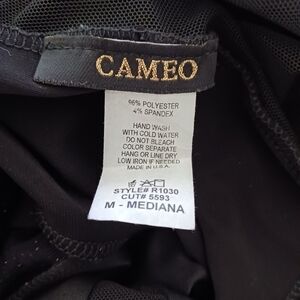 CAMEO
96% POLYESTER
4% SPANDEX
HAND WASH
WITH COLD WATER
DO NOT BLEACH
COLOR SEPARATE
HANG OR LINE DRY
LOW IRON IF NEEDED
MADE IN U.S.A.
STYLE# R1030
CUT# 5593
M - MEDIANA